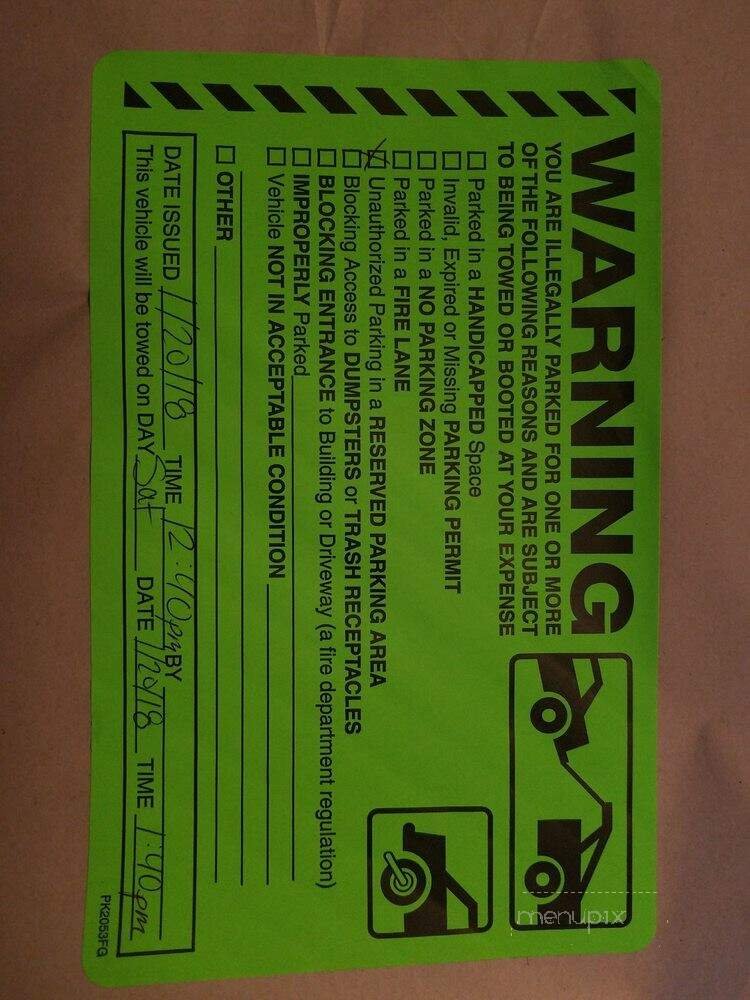 WARNING
YOU ARE ILLEGALLY PARKED FOR ONE OR MORE
OF THE FOLLOWING REASONS AND ARE SUBJECT
TO BEING TOWED OR BOOTED AT YOUR EXPENSE
☐ Parked in a HANDICAPPED Space
☐ Invalid, Expired or Missing PARKING PERMIT
☐ Parked in a NO PARKING ZONE
☐ Parked in a FIRE LANE
☒ Unauthorized Parking in a RESERVED PARKING AREA
☐ Blocking Access to DUMPSTERS or TRASH RECEPTACLES
☐ BLOCKING ENTRANCE to Building or Driveway (a fire department regulation)
☐ IMPROPERLY Parked
☐ Vehicle NOT IN ACCEPTABLE CONDITION
☐ OTHER
DATE ISSUED 1/20/18 TIME 12:40pm BY
This vehicle will be towed on DAY Sat DATE 1/20/18 TIME 1:40pm
PK2053FG
menupix